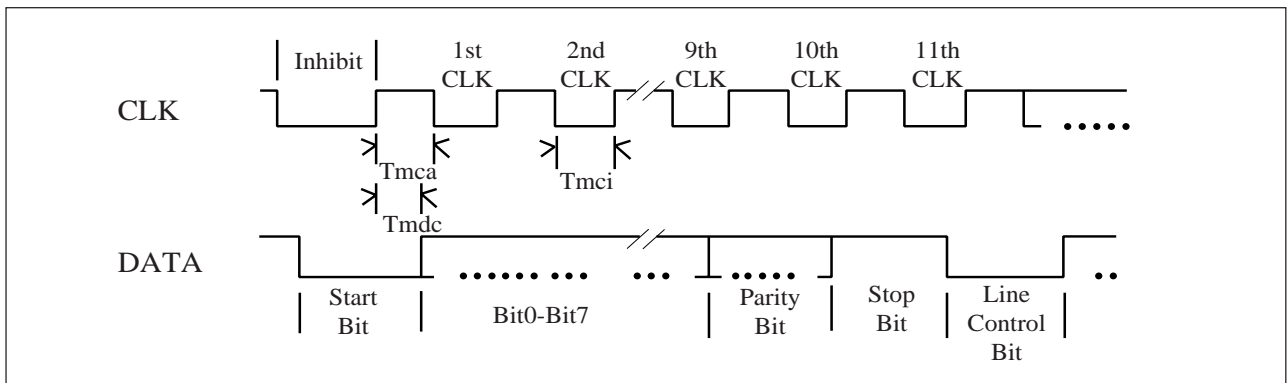 Inhibit
1st
CLK
2nd
CLK
9th
CLK
10th
CLK
11th
CLK
CLK
Tmca
Tmci
Tmdc
DATA
Start
Bit
Bit0-Bit7
Parity
Bit
Stop
Bit
Line
Control
Bit